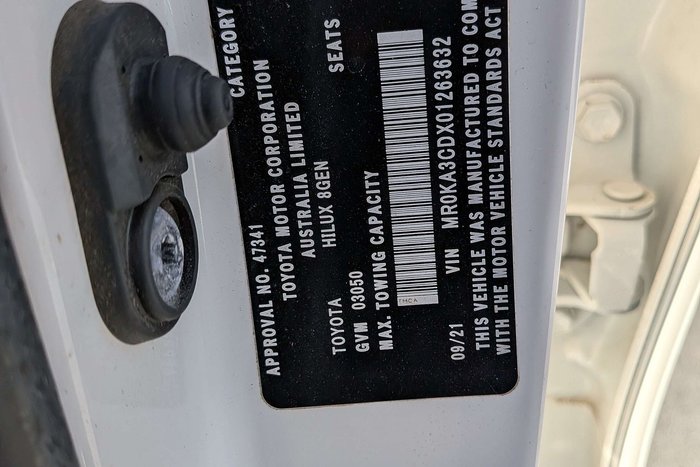 APPROVAL NO. 47341 CATEGORY
TOYOTA MOTOR CORPORATION
AUSTRALIA LIMITED
HILUX 8GEN
TOYOTA SEATS
GVM 03050
MAX. TOWING CAPACITY
TMCA
09/21 VIN MR0KA3CDX01263632
THIS VEHICLE WAS MANUFACTURED TO COM
WITH THE MOTOR VEHICLE STANDARDS ACT